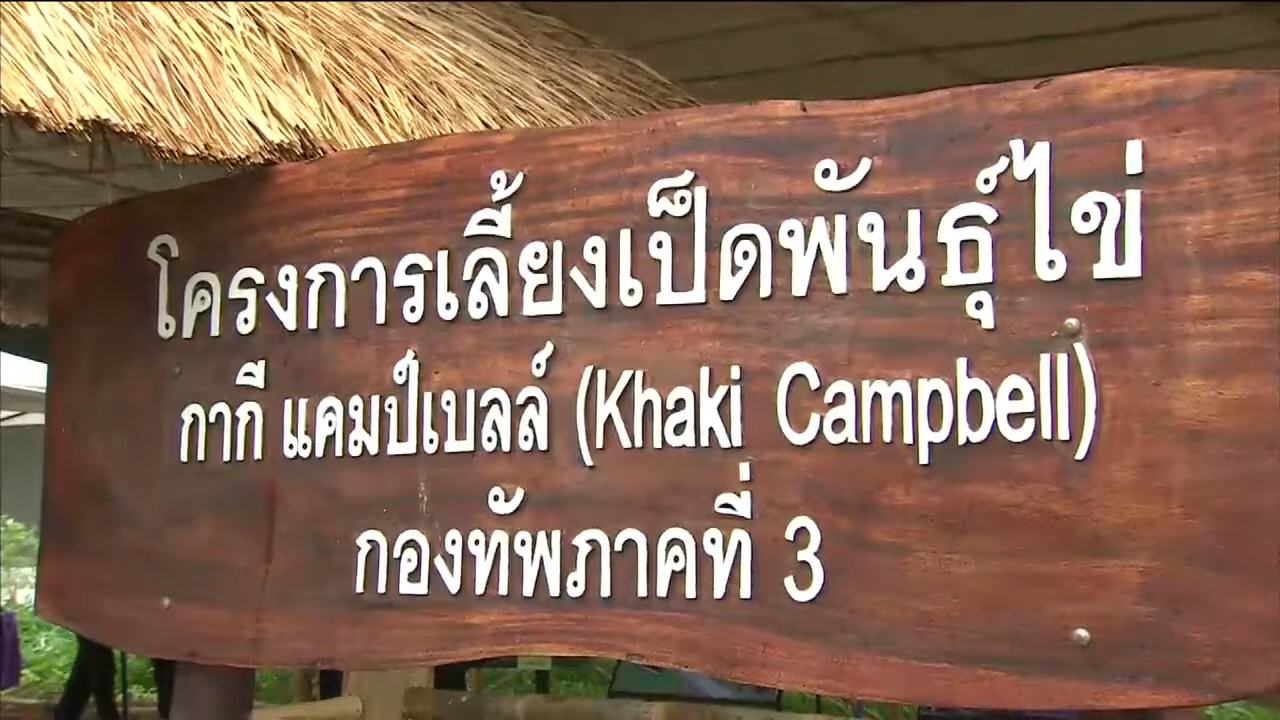 โครงการเลี้ยงเป็ดพันธุ์ไข่
กากี แคมป์เบลล์ (Khaki Campbell)
กองทัพภาคที่ 3